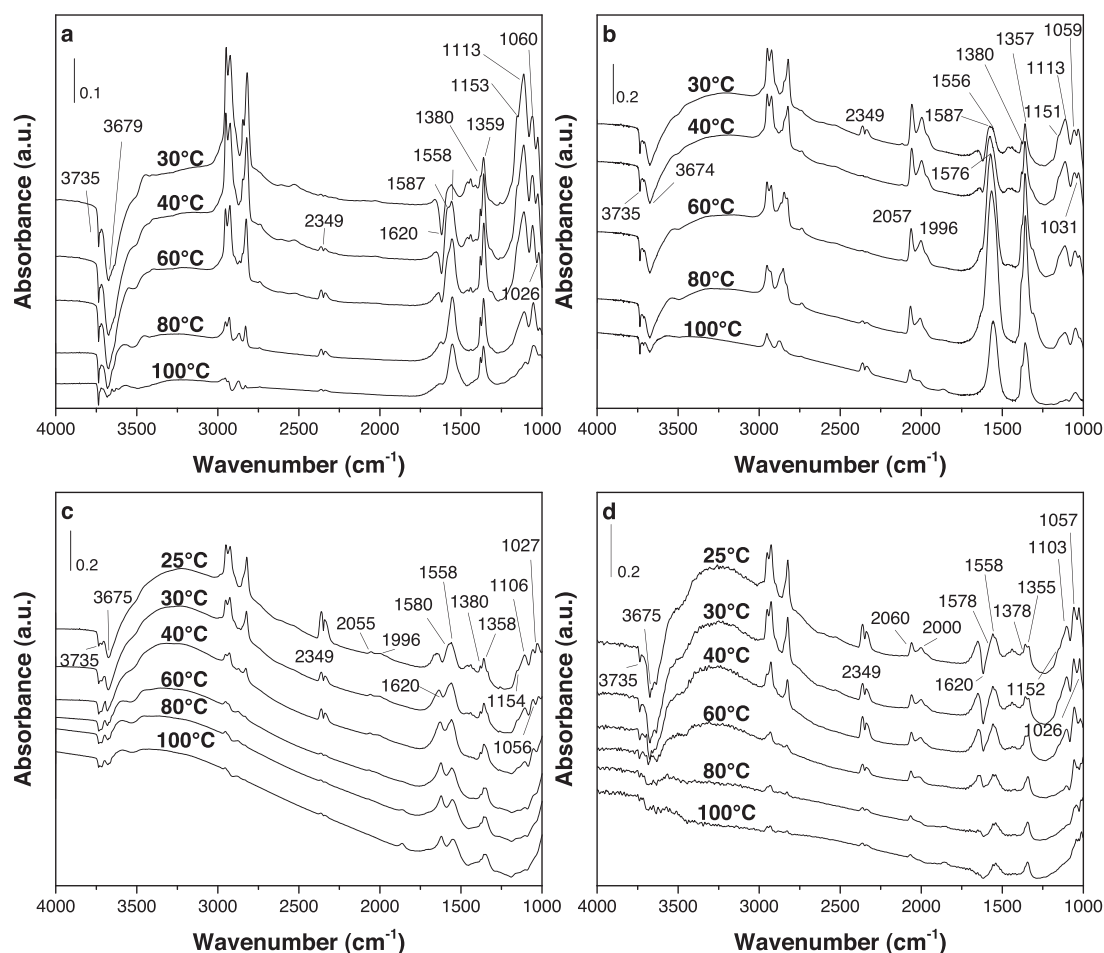 a
0.1
3735
3679
30°C
40°C
60°C
80°C
100°C
2349
1587
1620
1558
1380
1359
1153
1113
1060
1026
Absorbance (a.u.)
4000 3500 3000 2500 2000 1500 1000
Wavenumber (cm-1)
b
0.2
3735
3674
30°C
40°C
60°C
80°C
100°C
2349
2057
1996
1587
1576
1556
1380
1357
1151
1113
1059
1031
Absorbance (a.u.)
4000 3500 3000 2500 2000 1500 1000
Wavenumber (cm-1)
c
0.2
3735
3675
25°C
30°C
40°C
60°C
80°C
100°C
2349
2055
1996
1620
1580
1558
1380
1358
1154
1106
1056
1027
Absorbance (a.u.)
4000 3500 3000 2500 2000 1500 1000
Wavenumber (cm-1)
d
0.2
3735
3675
25°C
30°C
40°C
60°C
80°C
100°C
2349
2060
2000
1620
1578
1558
1378
1355
1152
1103
1057
1026
Absorbance (a.u.)
4000 3500 3000 2500 2000 1500 1000
Wavenumber (cm-1)